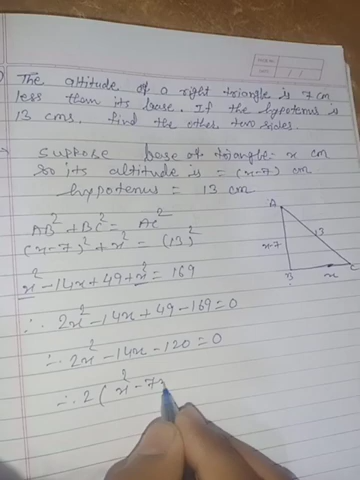 The altitude of a right triangle is 7 cm
less them its base. If the hypotenus is
13 cms, find the other two sides.
Suppose base of triangle = x cm
So its altitude is = (x-7) cm
hypotenus = 13 cm
AB² + BC² = AC²
(x-7)² + x² = (13)²
x² - 14x + 49 + x² = 169
∴ 2x² - 14x + 49 - 169 = 0
∴ 2x² - 14x - 120 = 0
∴ 2(x² - 7x
A
x-7
13
B
x
C